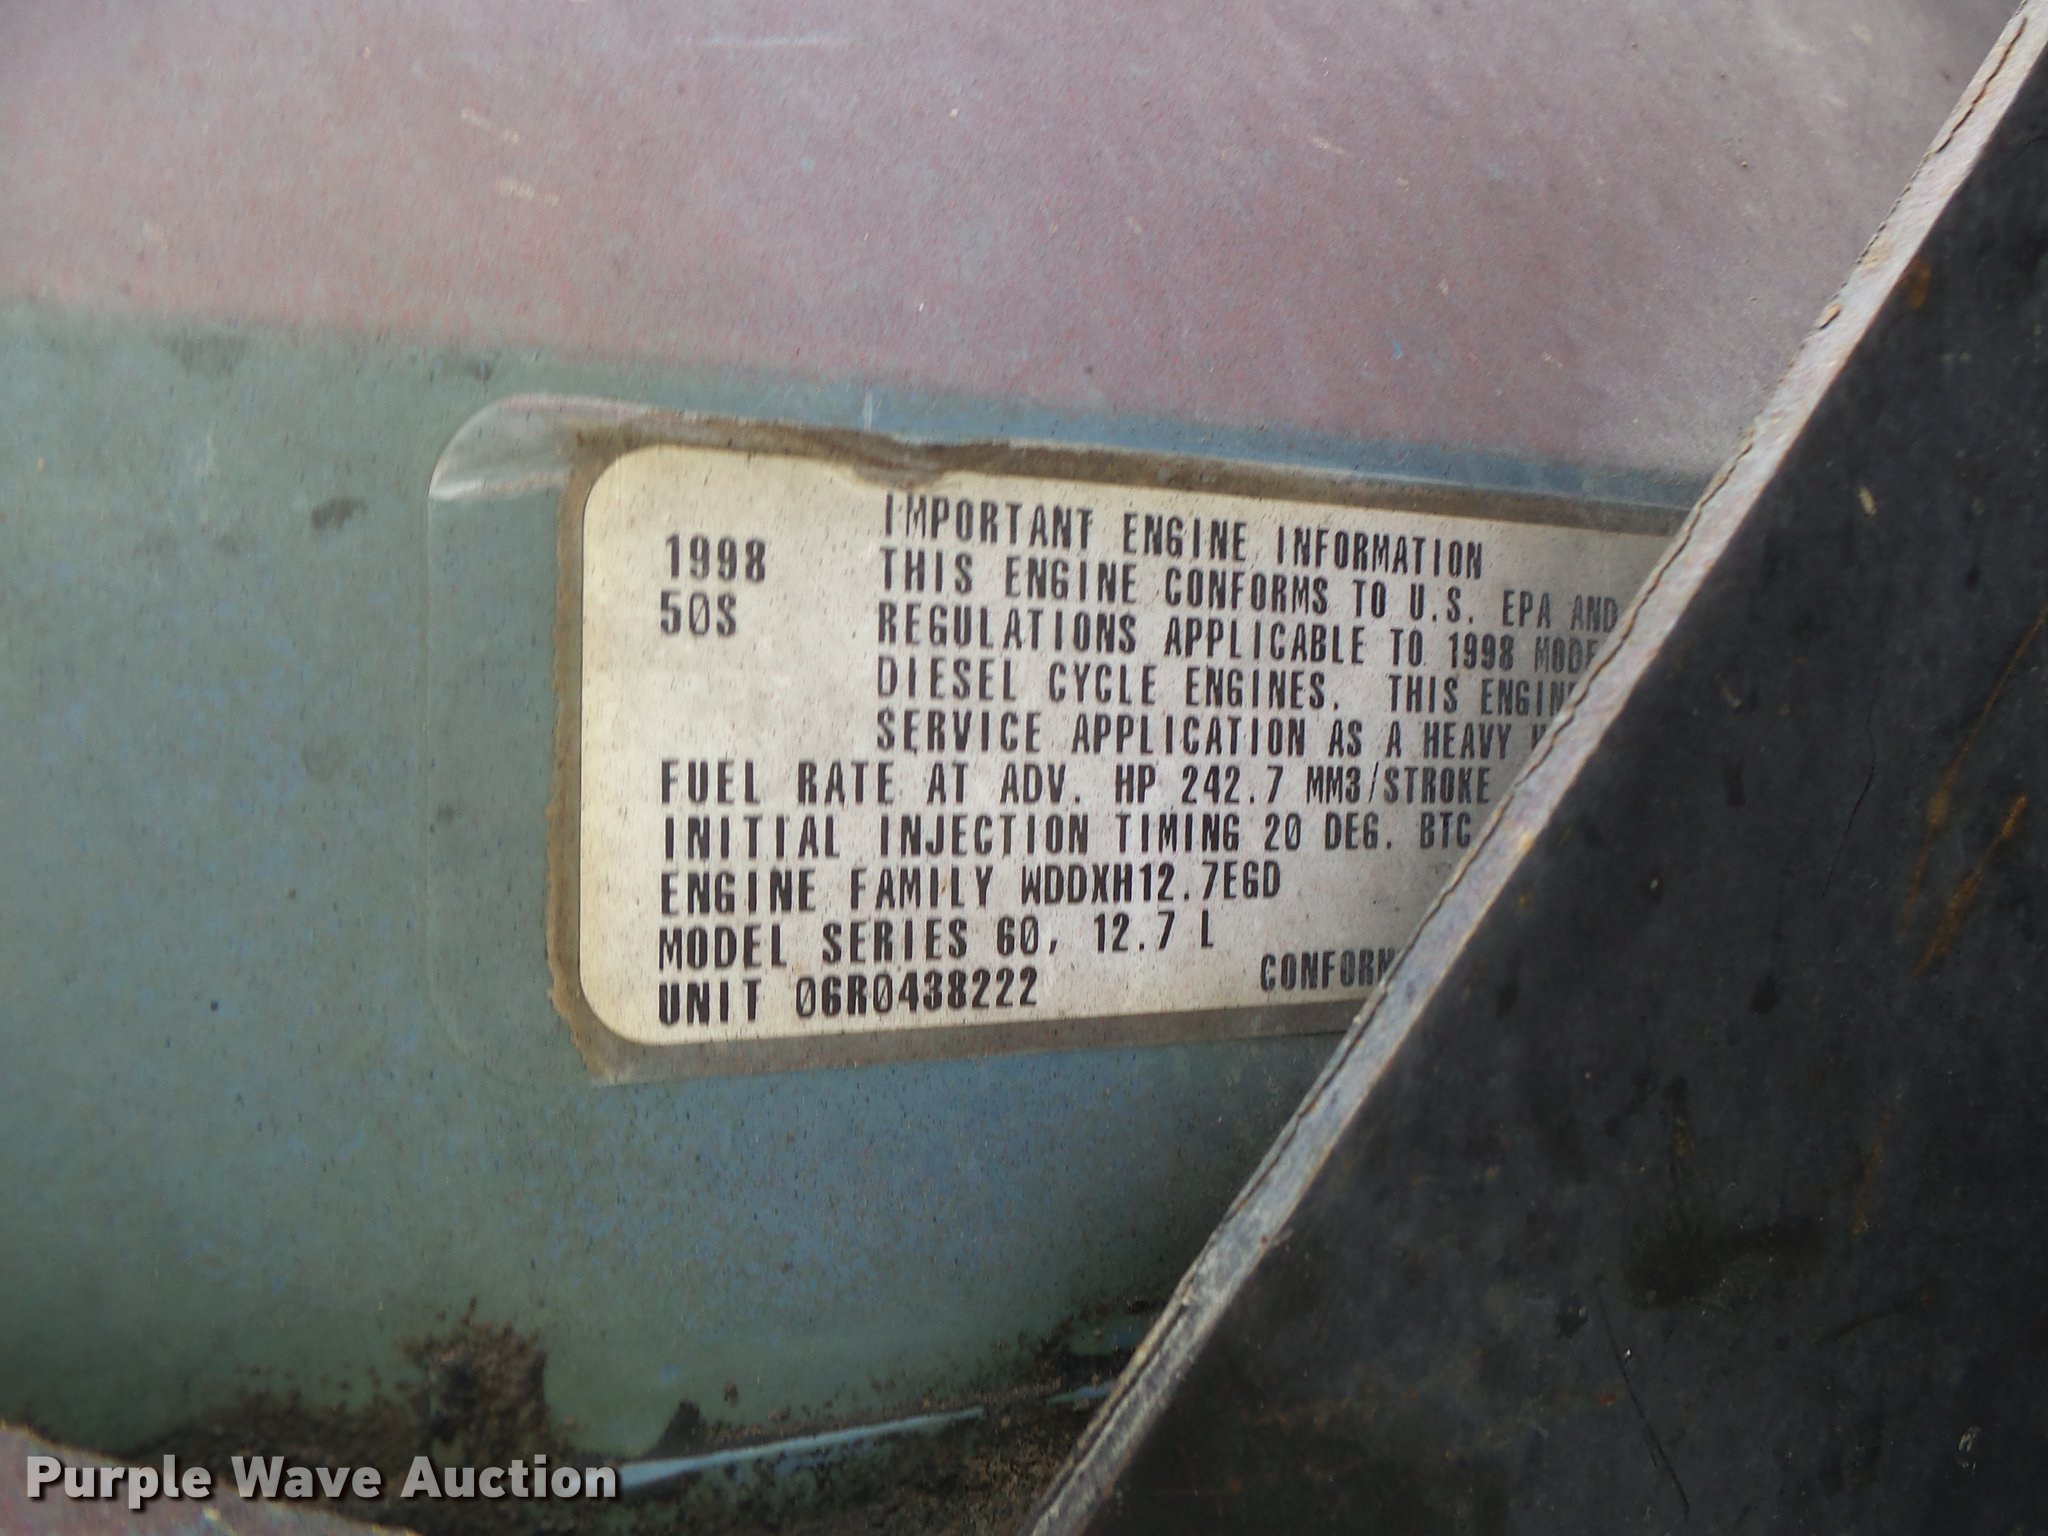 IMPORTANT ENGINE INFORMATION
1998 THIS ENGINE CONFORMS TO U.S. EPA AND
50S REGULATIONS APPLICABLE TO 1998
DIESEL CYCLE ENGINES. THIS
SERVICE APPLICATION AS A HEAVY
FUEL RATE AT ADV. HP 242.7 MM3/STROKE
INITIAL INJECTION TIMING 20 DEG. BTC
ENGINE FAMILY WDDXH12.7EGD
MODEL SERIES 60, 12.7 L
UNIT 06R0438222
Purple Wave Auction